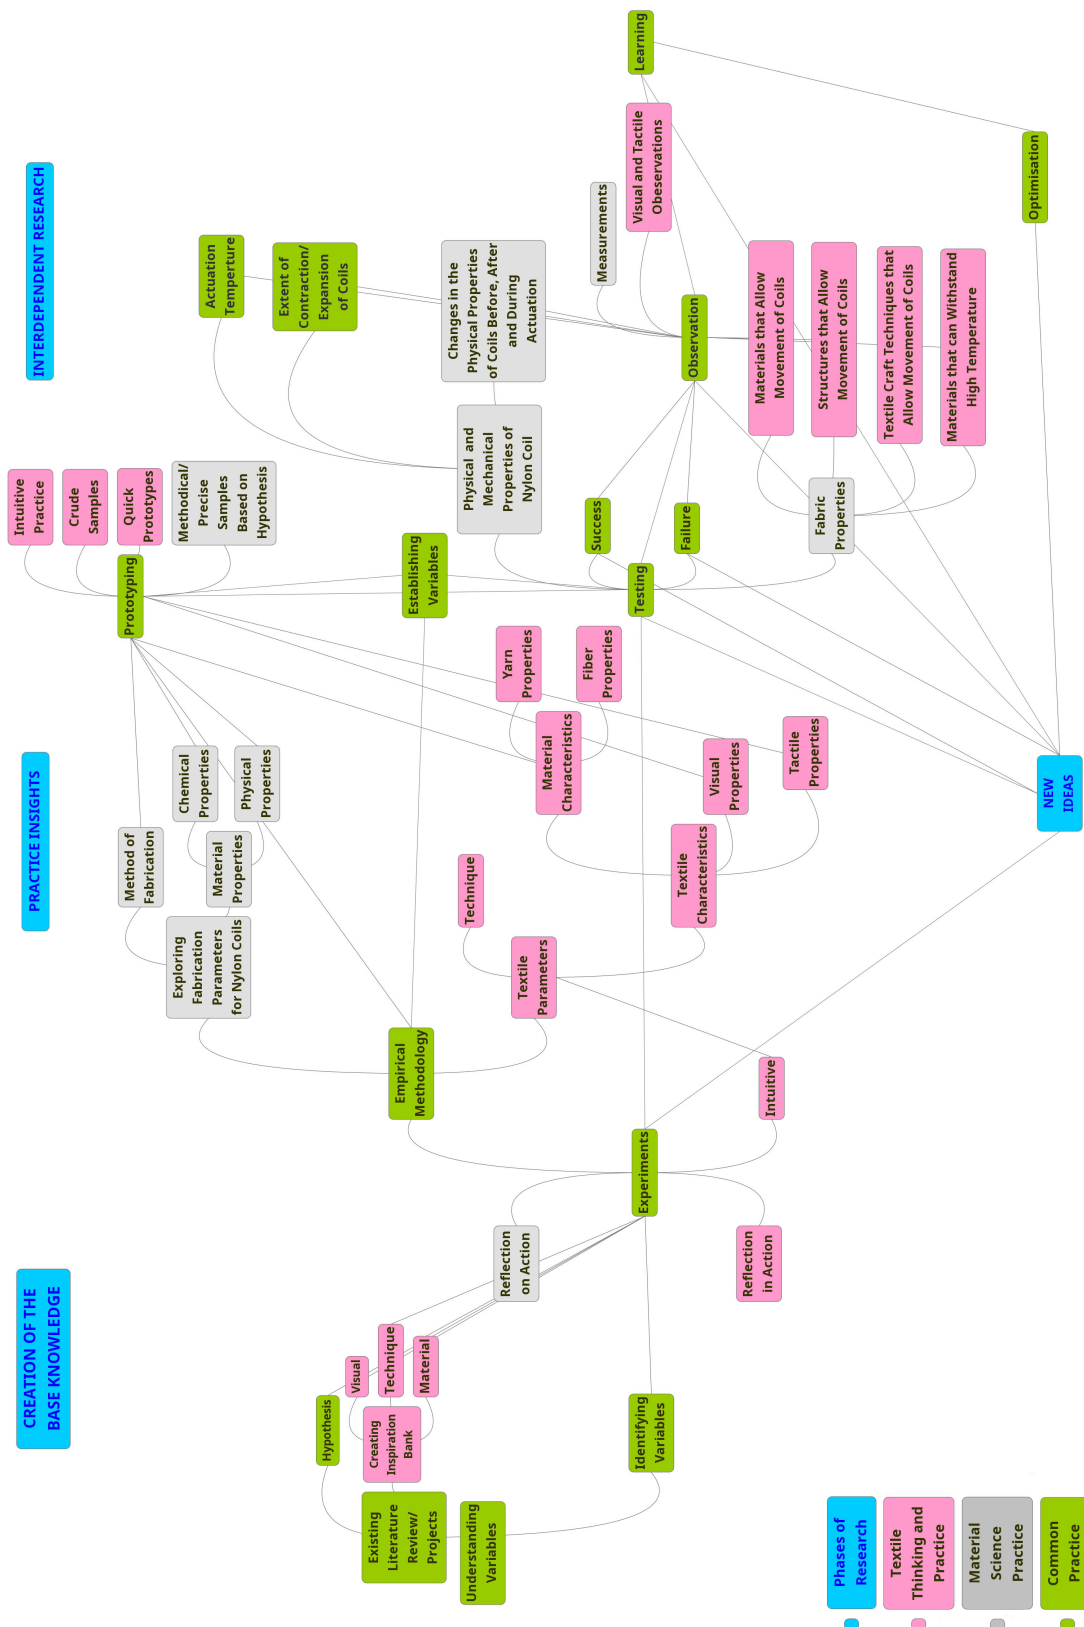 CREATION OF THE
BASE KNOWLEDGE
PRACTICE INSIGHTS
INTERDEPENDENT RESEARCH
Hypothesis
Visual
Technique
Material
Creating
Inspiration
Bank
Existing
Literature
Review/
Projects
Understanding
Variables
Identifying
Variables
Reflection
on Action
Reflection
in Action
Experiments
Intuitive
Empirical
Methodology
Exploring
Fabrication
Parameters
for Nylon Coils
Method of
Fabrication
Material
Properties
Chemical
Properties
Physical
Properties
Textile
Parameters
Technique
Textile
Characteristics
Material
Characteristics
Yarn
Properties
Fiber
Properties
Visual
Properties
Tactile
Properties
Prototyping
Intuitive
Practice
Crude
Samples
Quick
Prototypes
Methodical/
Precise
Samples
Based on
Hypothesis
Establishing
Variables
Testing
Success
Failure
Physical and
Mechanical
Properties of
Nylon Coil
Actuation
Temperture
Extent of
Contraction/
Expansion
of Coils
Changes in the
Physical Properties
of Coils Before, After
and During
Actuation
Fabric
Properties
Materials that Allow
Movement of Coils
Structures that Allow
Movement of Coils
Textile Craft Techniques that
Allow Movement of Coils
Materials that can Withstand
High Temperature
Observation
Measurements
Visual and Tactile
Obeservations
Learning
Optimisation
NEW
IDEAS
Phases of
Research
Textile
Thinking and
Practice
Material
Science
Practice
Common
Practice